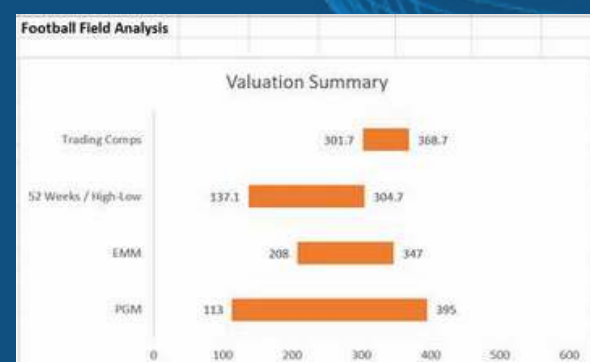 Football Field Analysis
Valuation Summary
Trading Comps 301.7 368.7
52 Weeks / High-Low 137.1 304.7
EMM 208 347
PGM 113 395
0 100 200 300 400 500 600